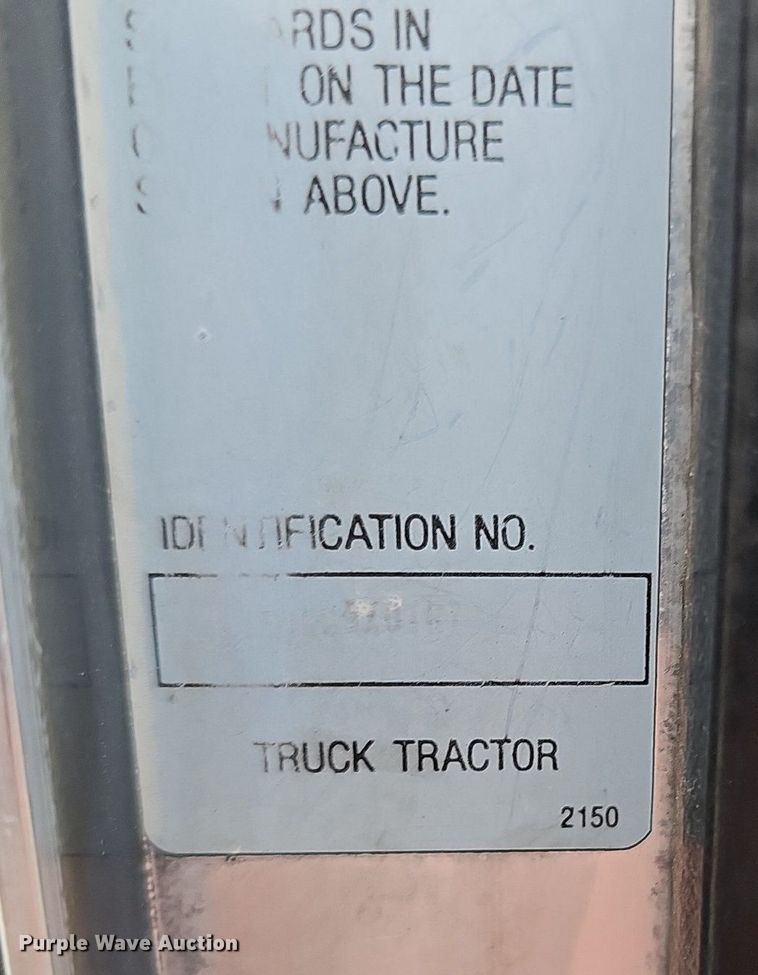 RDS IN
ON THE DATE
NUFACTURE
ABOVE.
IDENTIFICATION NO.
TRUCK TRACTOR
2150
Purple Wave Auction